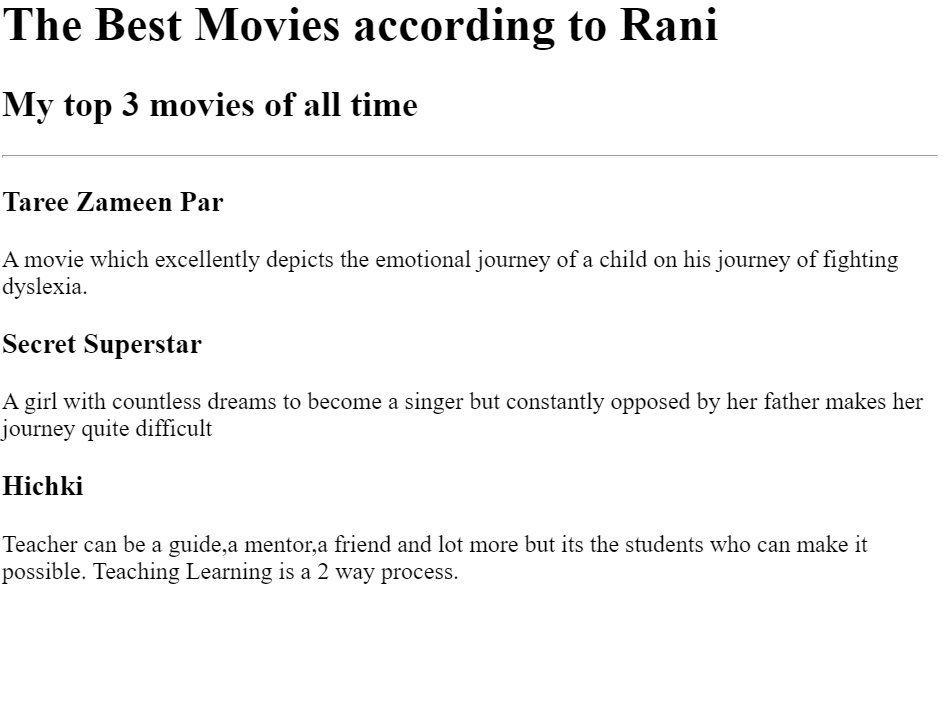 The Best Movies according to Rani
My top 3 movies of all time
Taree Zameen Par
A movie which excellently depicts the emotional journey of a child on his journey of fighting
dyslexia.
Secret Superstar
A girl with countless dreams to become a singer but constantly opposed by her father makes her
journey quite difficult
Hichki
Teacher can be a guide,a mentor,a friend and lot more but its the students who can make it
possible. Teaching Learning is a 2 way process.